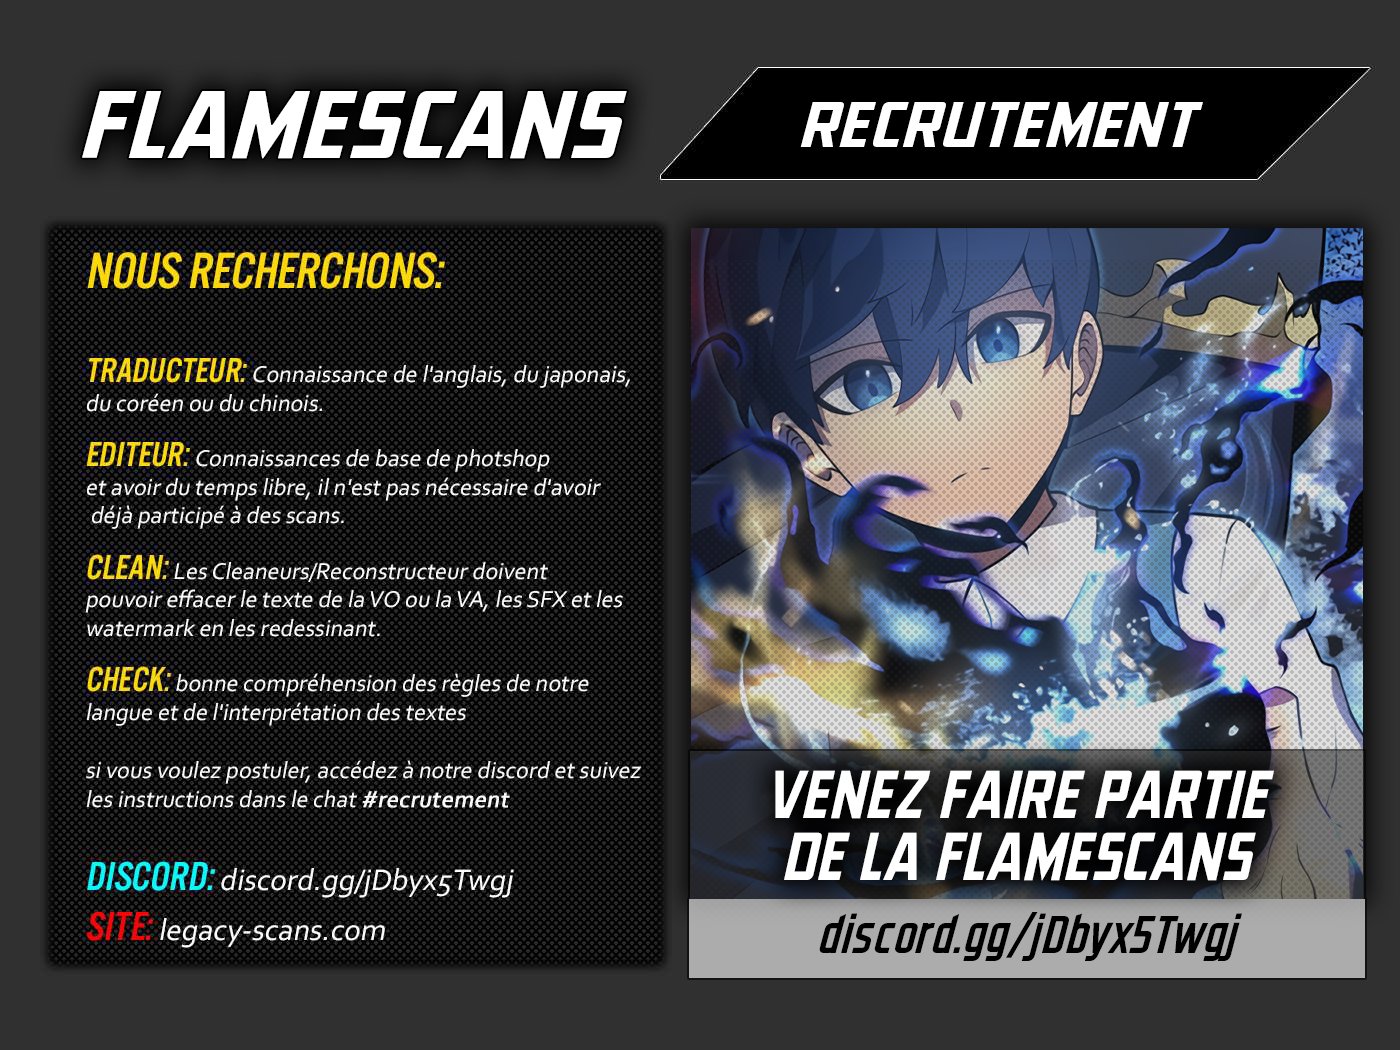 FLAMESCANS
RECRUTEMENT
NOUS RECHERCHONS:
TRADUCTEUR: Connaissance de l'anglais, du japonais,
du coréen ou du chinois.
EDITEUR: Connaissances de base de photshop
et avoir du temps libre, il n'est pas nécessaire d'avoir
déjà participé à des scans.
CLEAN: Les Cleaneurs/Reconstructeur doivent
pouvoir effacer le texte de la VO ou la VA, les SFX et les
watermark en les redessinant.
CHECK: bonne compréhension des règles de notre
langue et de l'interprétation des textes
si vous voulez postuler, accédez à notre discord et suivez
les instructions dans le chat #recrutement
DISCORD: discord.gg/jDbyx5Twgj
SITE: legacy-scans.com
VENEZ FAIRE PARTIE
DE LA FLAMESCANS
discord.gg/jDbyx5Twgj